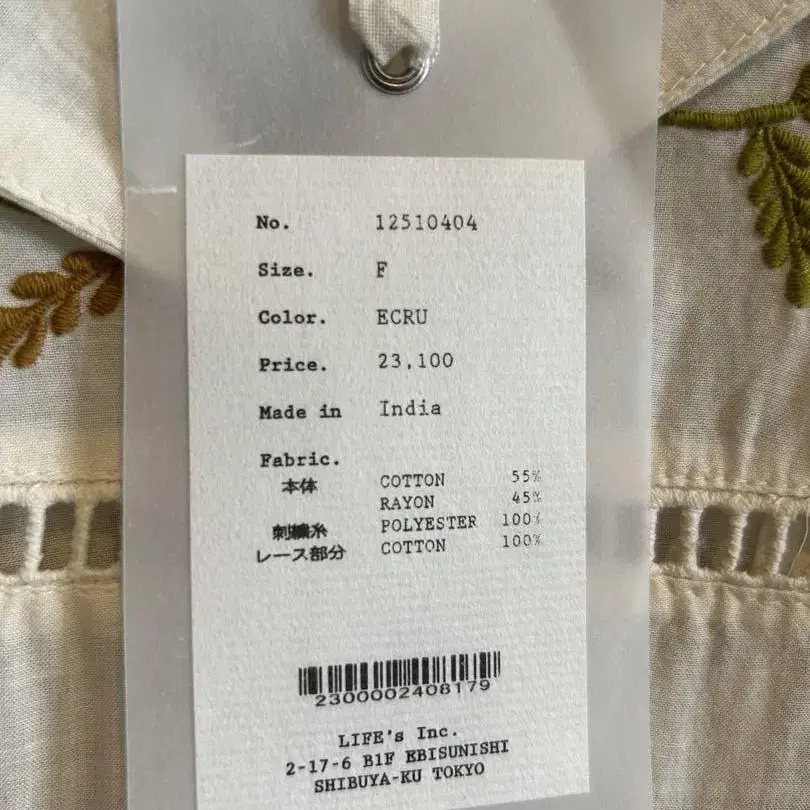 No. 12510404
Size. F
Color. ECRU
Price. 23,100
Made in India
Fabric.
本体 COTTON 55%
RAYON 45%
刺繍糸 POLYESTER 100%
レース部分 COTTON 100%
2300002408179
LIFE's Inc.
2-17-6 B1F EBISUNISHI
SHIBUYA-KU TOKYO